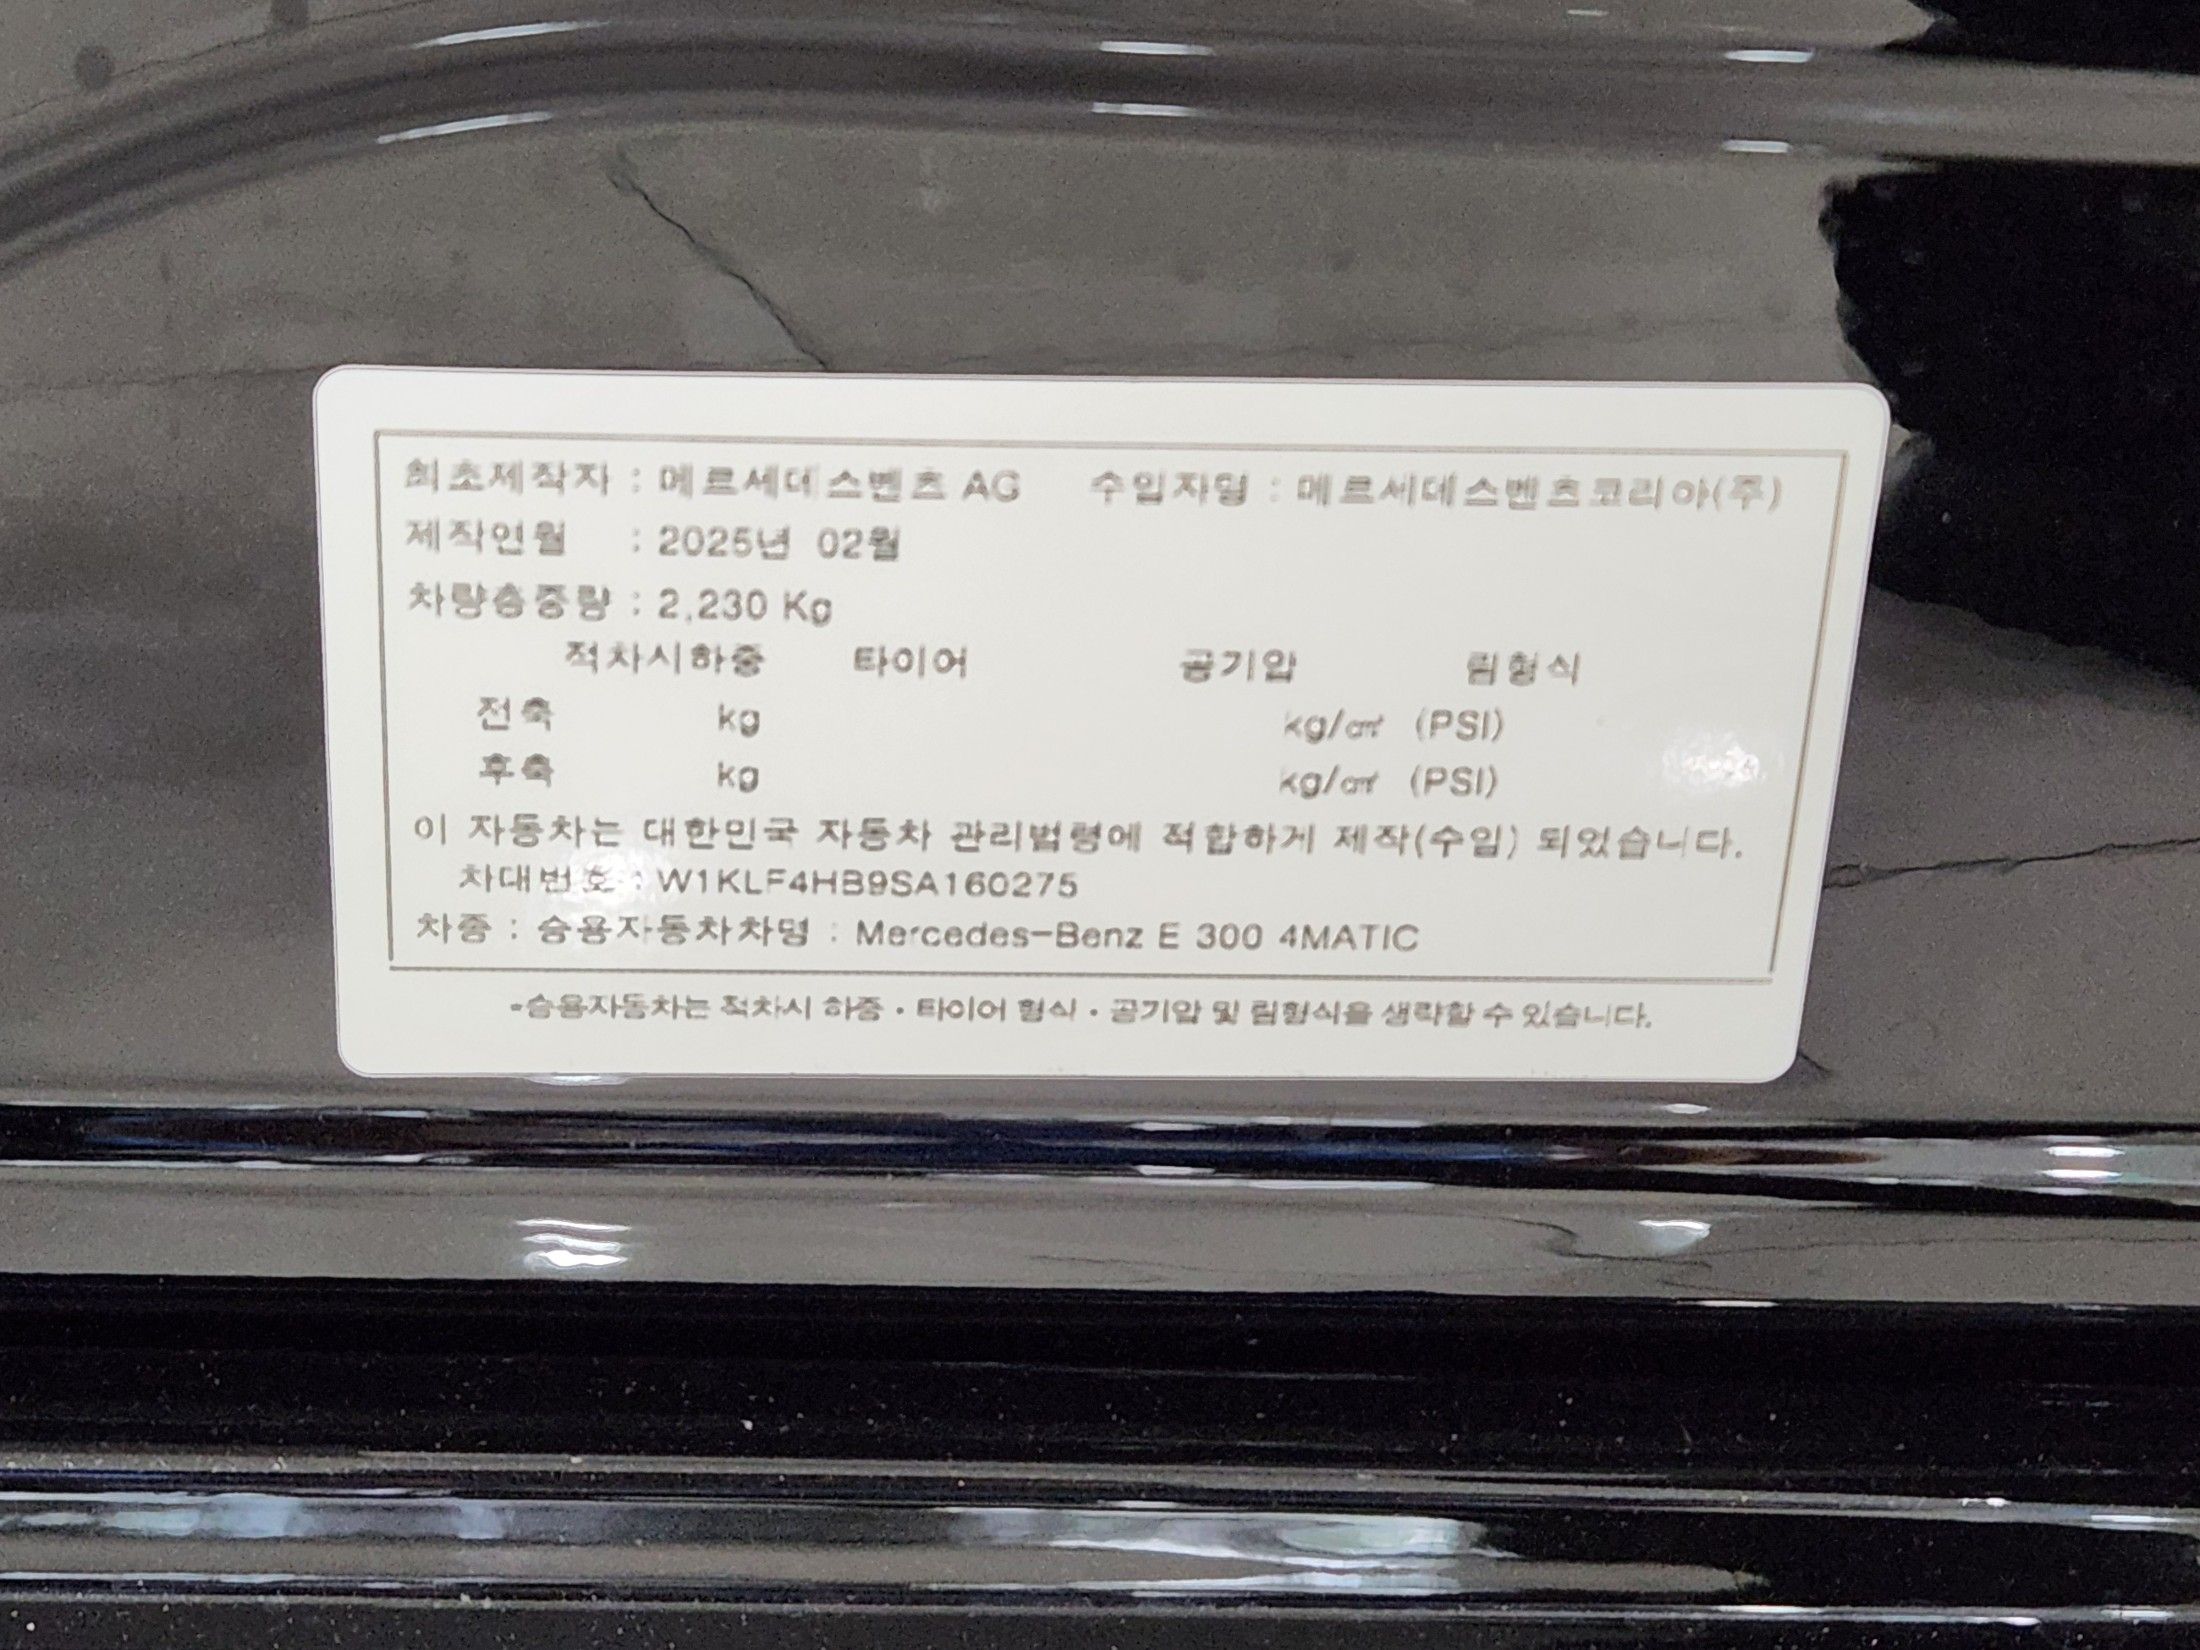 최초제작자 : 메르세데스벤츠 AG 수입자명 : 메르세데스벤츠코리아(주)
제작연월 : 2025년 02월
차량총중량 : 2,230 Kg
적차시하중 타이어 공기압 림형식
전축 kg kg/㎠ (PSI)
후축 kg kg/㎠ (PSI)
이 자동차는 대한민국 자동차 관리법령에 적합하게 제작(수입) 되었습니다.
차대번호 : W1KLF4HB9SA160275
차종 : 승용자동차차명 : Mercedes-Benz E 300 4MATIC
*승용자동차는 적차시 하중 · 타이어 형식 · 공기압 및 림형식을 생략할 수 있습니다.